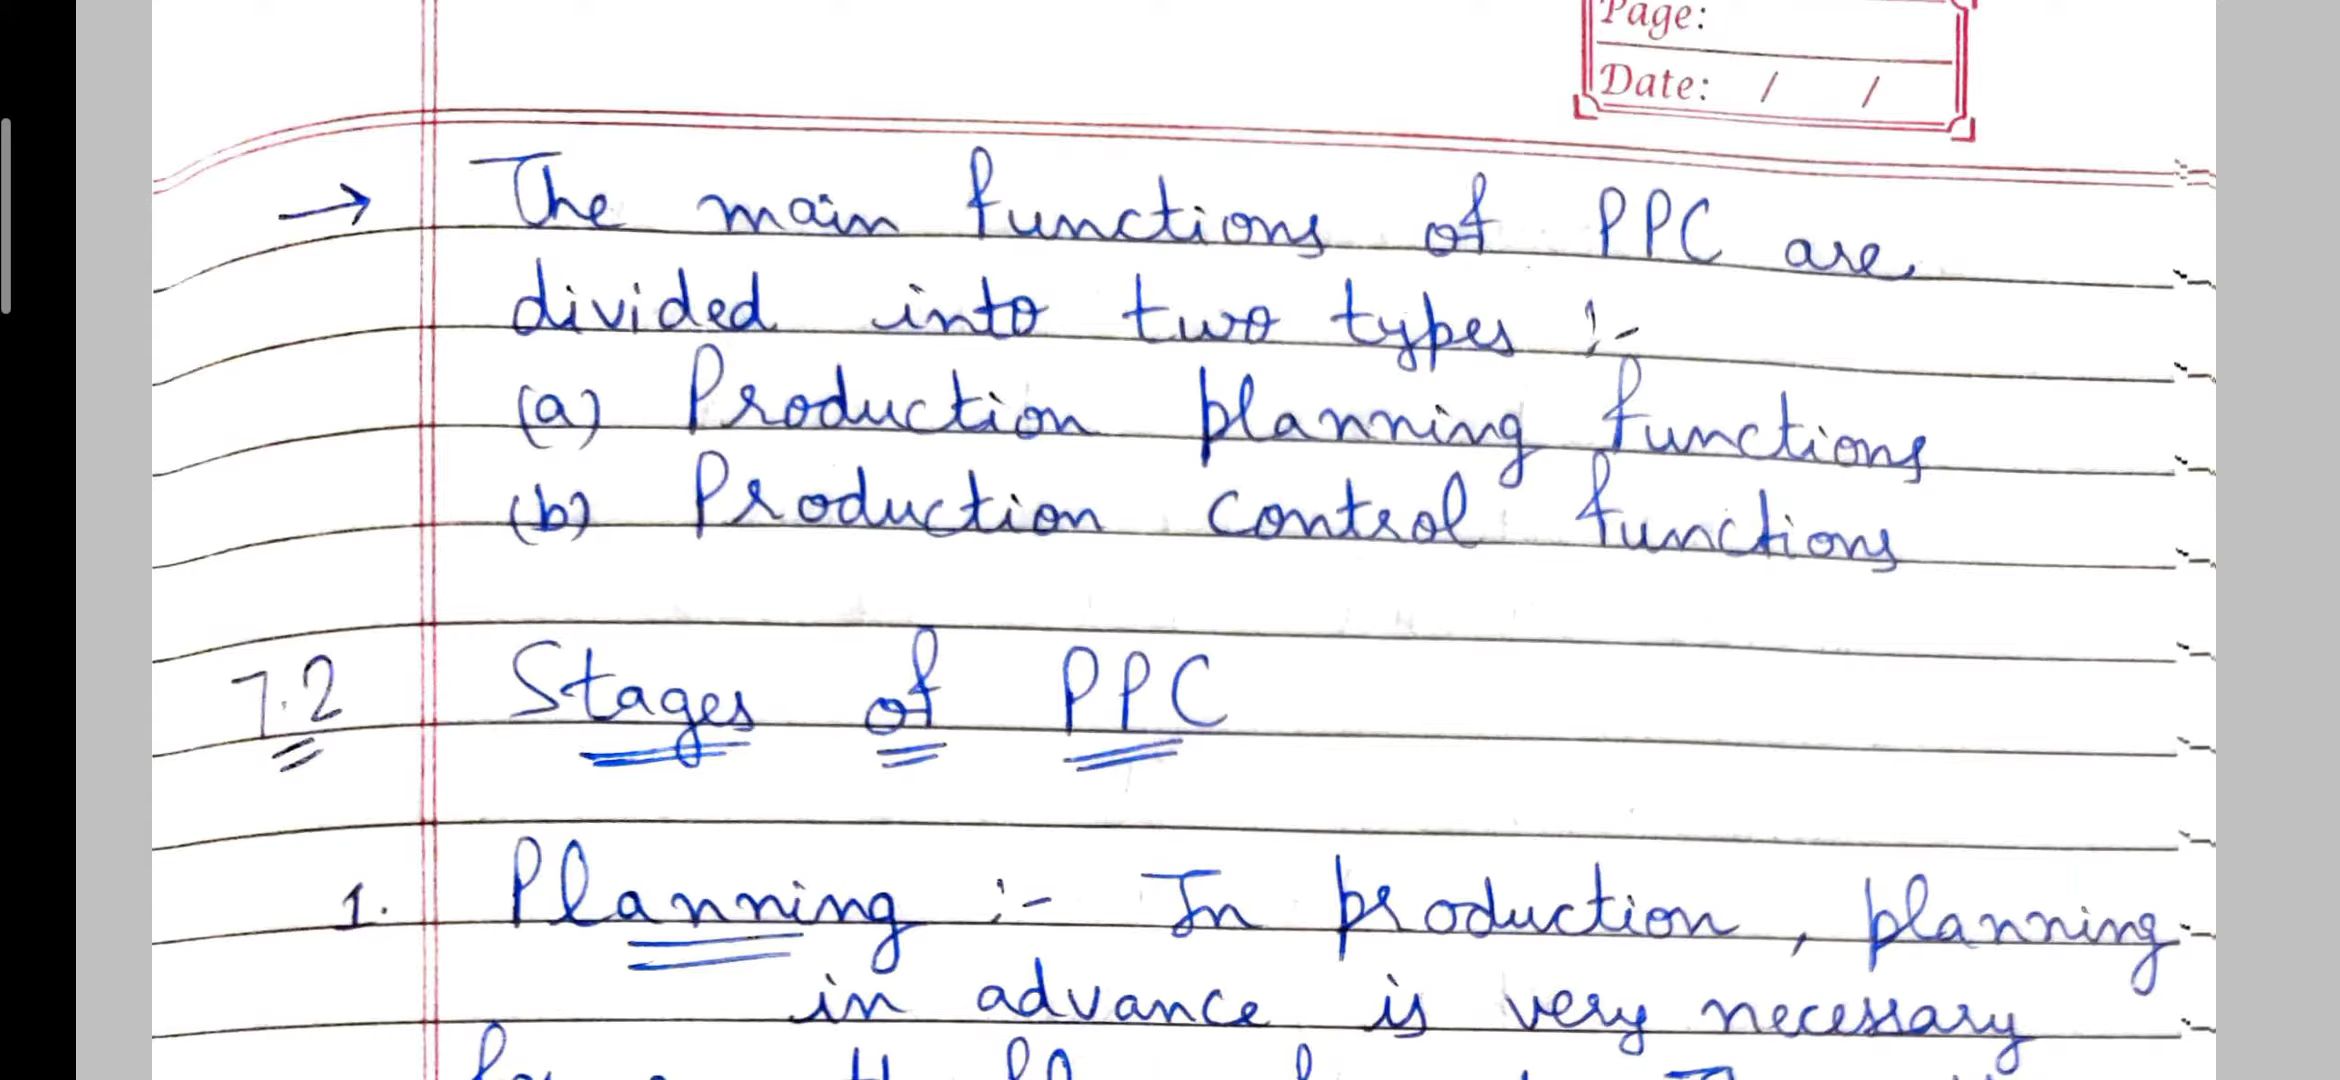 Page:
Date: / /
→ The main functions of PPC are
divided into two types :-
(a) Production planning functions
(b) Production control functions
7.2 Stages of PPC
1. Planning :- In production, planning
in advance is very necessary